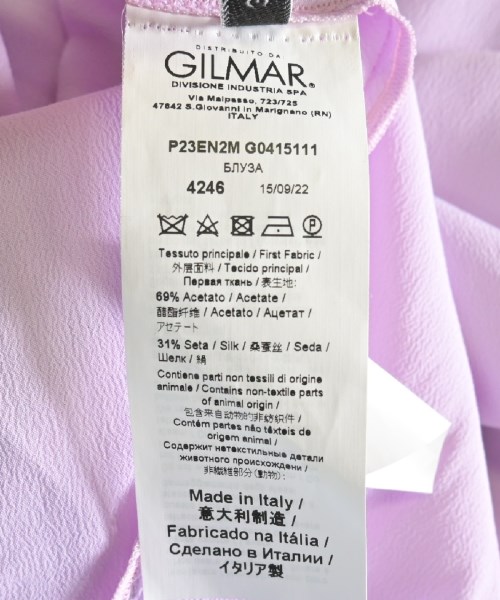 DISTRIBUITO DA
GILMAR®
DIVISIONE INDUSTRIA SPA
Via Malpasso, 723/725
47842 S.Giovanni in Marignano (RN)
ITALY
P23EN2M G0415111
БЛУЗА
4246 15/09/22
P
Tessuto principale / First Fabric /
外层面料 / Tecido principal /
Первая ткань / 表生地:
69% Acetato / Acetate /
醋酯纤维 / Acetato / Ацетат /
アセテート
31% Seta / Silk / 桑蚕丝 / Seda /
Шелк / 絹
Contiene parti non tessili di origine
animale / Contains non-textile parts
of animal origin /
包含来自动物的非纺织件 /
Contém partes não têxteis de
origem animal /
Содержит нетекстильные детали
животного происхождени /
非繊維部分(動物)
Made in Italy /
意大利制造 /
Fabricado na Itália /
Сделано в Италии /
イタリア製